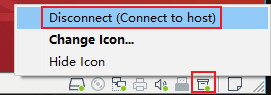 Disconnect (Connect to host)
Change Icon...
Hide Icon